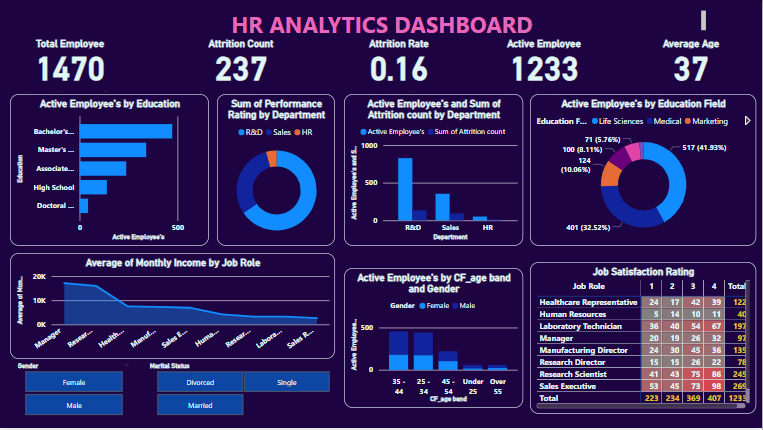 HR ANALYTICS DASHBOARD
Total Employee
1470
Attrition Count
237
Attrition Rate
0.16
Active Employee
1233
Average Age
37
Active Employee's by Education
Education
Bachelor's...
Master's ...
Associate...
High School
Doctoral ...
0
500
Active Employee's
Sum of Performance
Rating by Department
R&D Sales HR
Active Employee's and Sum of
Attrition count by Department
Active Employee's Sum of Attrition count
Active Employee's and S...
1000
500
0
R&D Sales HR
Department
Active Employee's by Education Field
Education F... Life Sciences Medical Marketing
71 (5.76%)
100 (8.11%)
124
(10.06%)
401 (32.52%)
517 (41.93%)
Average of Monthly Income by Job Role
Average of Mon...
20K
10K
0K
Manager
Resear...
Health...
Manuf...
Sales E...
Huma...
Resear...
Labora...
Sales R...
Gender
Female
Male
Marital Status
Divorced
Single
Married
Active Employee's by CF_age band
and Gender
Gender Female Male
Active Employee...
500
0
35 -
44
25 -
34
45 -
54
Under
25
Over
55
CF_age band
Job Satisfaction Rating
Job Role 1 2 3 4 Total
Healthcare Representative 24 17 42 39 122
Human Resources 5 14 10 11 40
Laboratory Technician 36 40 54 67 197
Manager 20 19 26 32 97
Manufacturing Director 24 30 45 36 135
Research Director 15 15 26 22 78
Research Scientist 41 43 75 86 245
Sales Executive 53 45 73 98 269
Total 223 234 369 407 1233